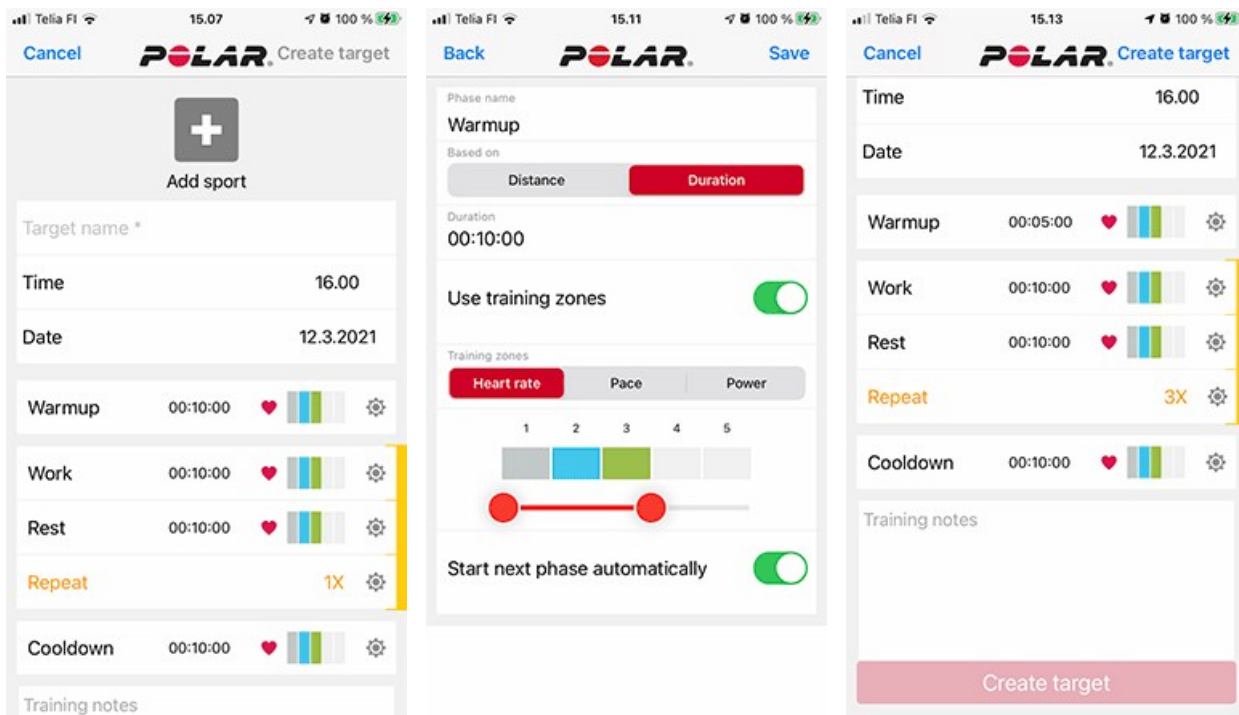 Telia FI 15.07 100 %
Cancel POLAR. Create target
Add sport
Target name *
Time 16.00
Date 12.3.2021
Warmup 00:10:00
Work 00:10:00
Rest 00:10:00
Repeat 1X
Cooldown 00:10:00
Training notes
Telia FI 15.11 100 %
Back POLAR. Save
Phase name
Warmup
Based on
Distance Duration
Duration
00:10:00
Use training zones
Training zones
Heart rate Pace Power
1 2 3 4 5
Start next phase automatically
Telia FI 15.13 100 %
Cancel POLAR. Create target
Time 16.00
Date 12.3.2021
Warmup 00:05:00
Work 00:10:00
Rest 00:10:00
Repeat 3X
Cooldown 00:10:00
Training notes
Create target